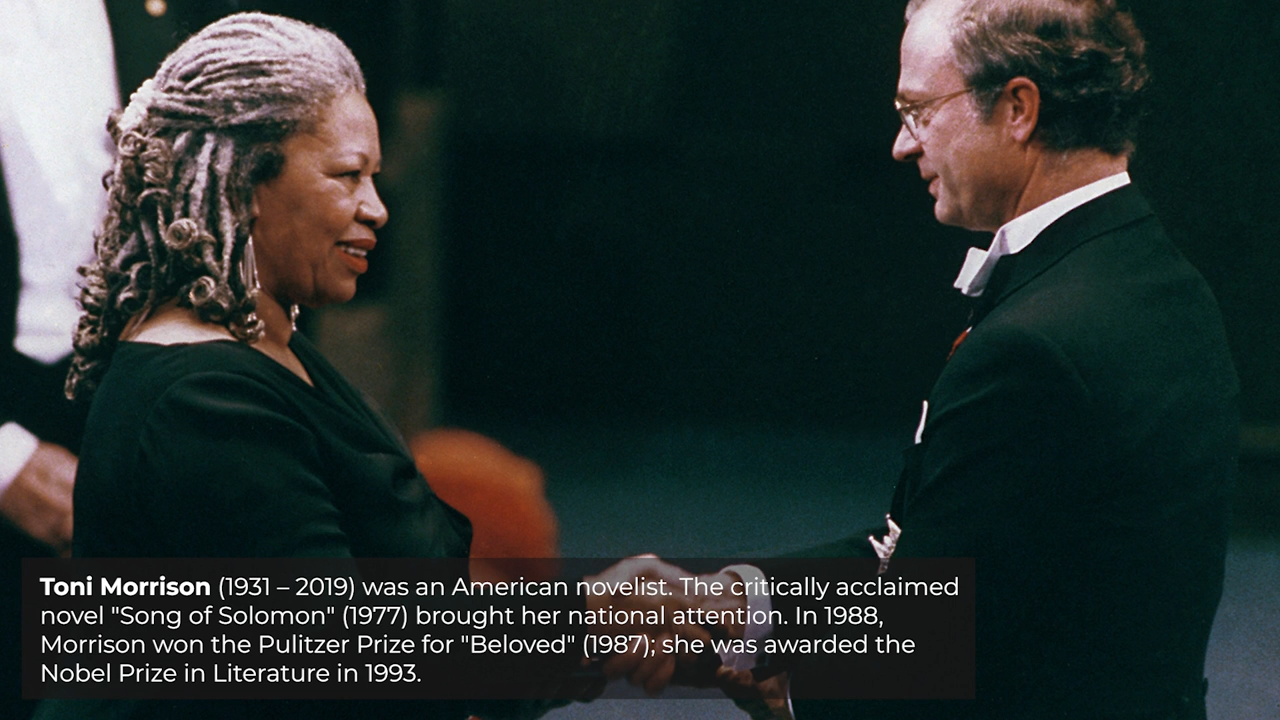 Toni Morrison (1931 – 2019) was an American novelist. The critically acclaimed
novel "Song of Solomon" (1977) brought her national attention. In 1988,
Morrison won the Pulitzer Prize for "Beloved" (1987); she was awarded the
Nobel Prize in Literature in 1993.